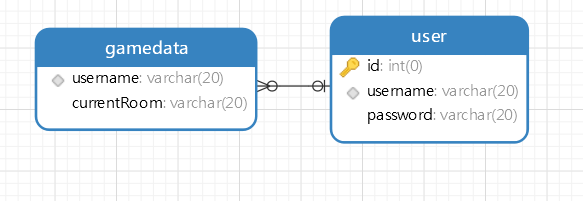 gamedata
username: varchar(20)
currentRoom: varchar(20)
user
id: int(0)
username: varchar(20)
password: varchar(20)